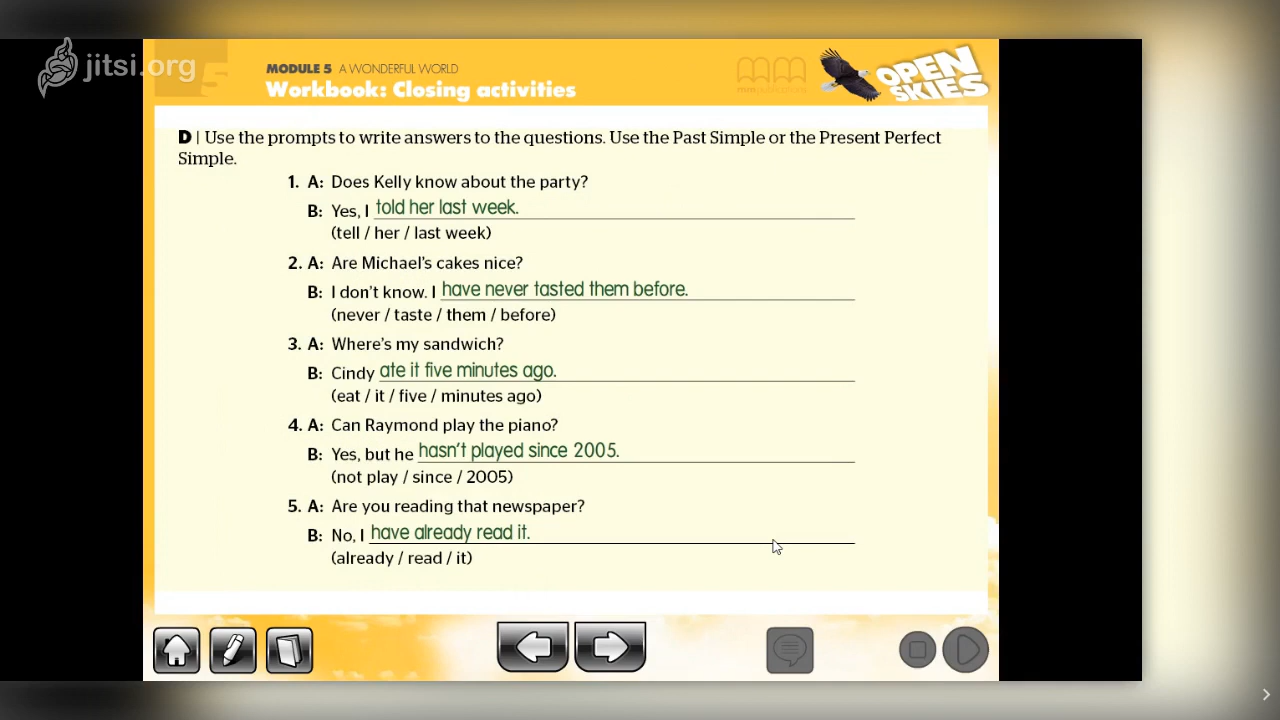 jitsi.org
MODULE 5 A WONDERFUL WORLD
Workbook: Closing activities
mm publications
OPEN
SKIES
D | Use the prompts to write answers to the questions. Use the Past Simple or the Present Perfect
Simple.
1. A: Does Kelly know about the party?
B: Yes, I told her last week.
(tell / her / last week)
2. A: Are Michael's cakes nice?
B: I don't know. I have never tasted them before.
(never / taste / them / before)
3. A: Where's my sandwich?
B: Cindy ate it five minutes ago.
(eat / it / five / minutes ago)
4. A: Can Raymond play the piano?
B: Yes, but he hasn't played since 2005.
(not play / since / 2005)
5. A: Are you reading that newspaper?
B: No, I have already read it.
(already / read / it)